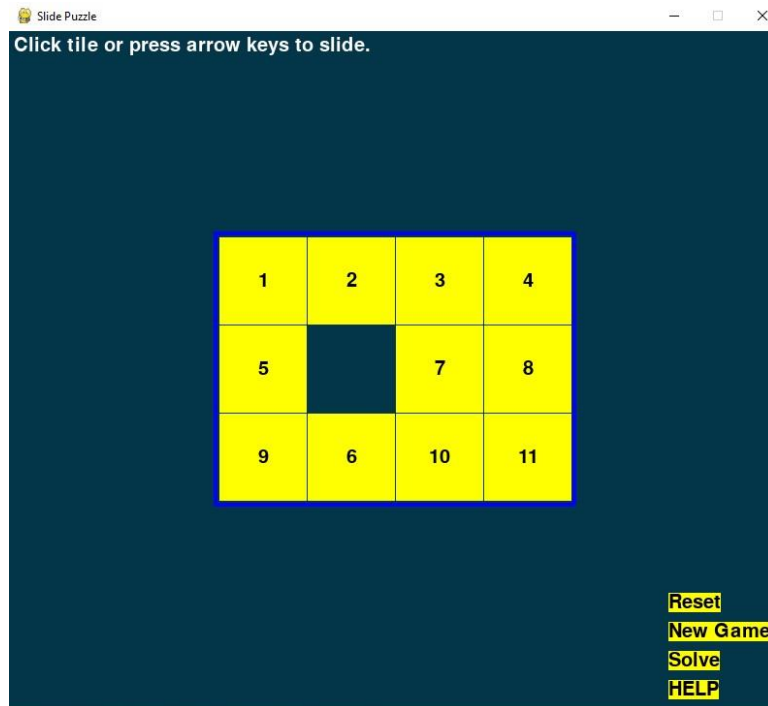 Slide Puzzle
Click tile or press arrow keys to slide.
1 2 3 4
5 7 8
9 6 10 11
Reset
New Game
Solve
HELP